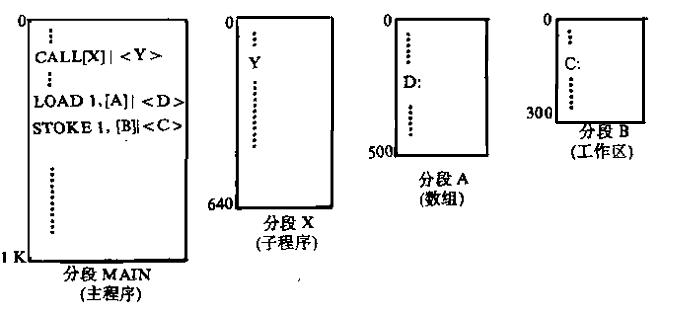 0
CALL[X]|<Y>
LOAD 1,[A]|<D>
STOKE 1,[B]|<C>
1K
分段 MAIN
(主程序)
0
Y
640
分段 X
(子程序)
0
D:
500
分段 A
(数组)
0
C:
300
分段 B
(工作区)